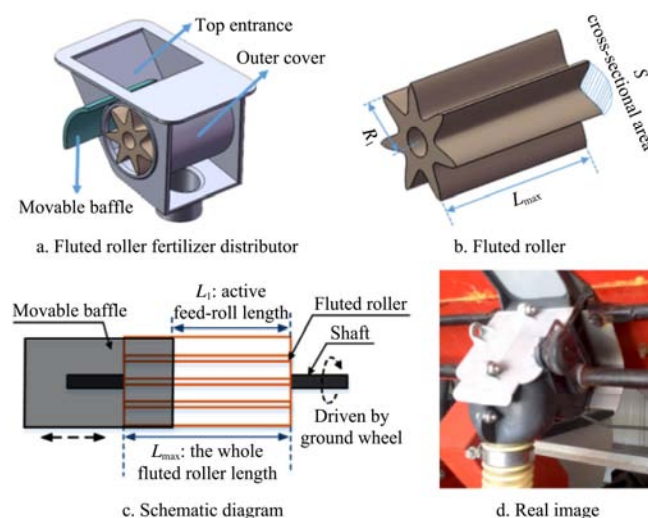 Top entrance
Outer cover
Movable baffle
a. Fluted roller fertilizer distributor
S
cross-sectional area
R₁
Lmax
b. Fluted roller
Movable baffle
L₁: active
feed-roll length
Fluted roller
Shaft
Driven by
ground wheel
Lmax: the whole
fluted roller length
c. Schematic diagram
d. Real image